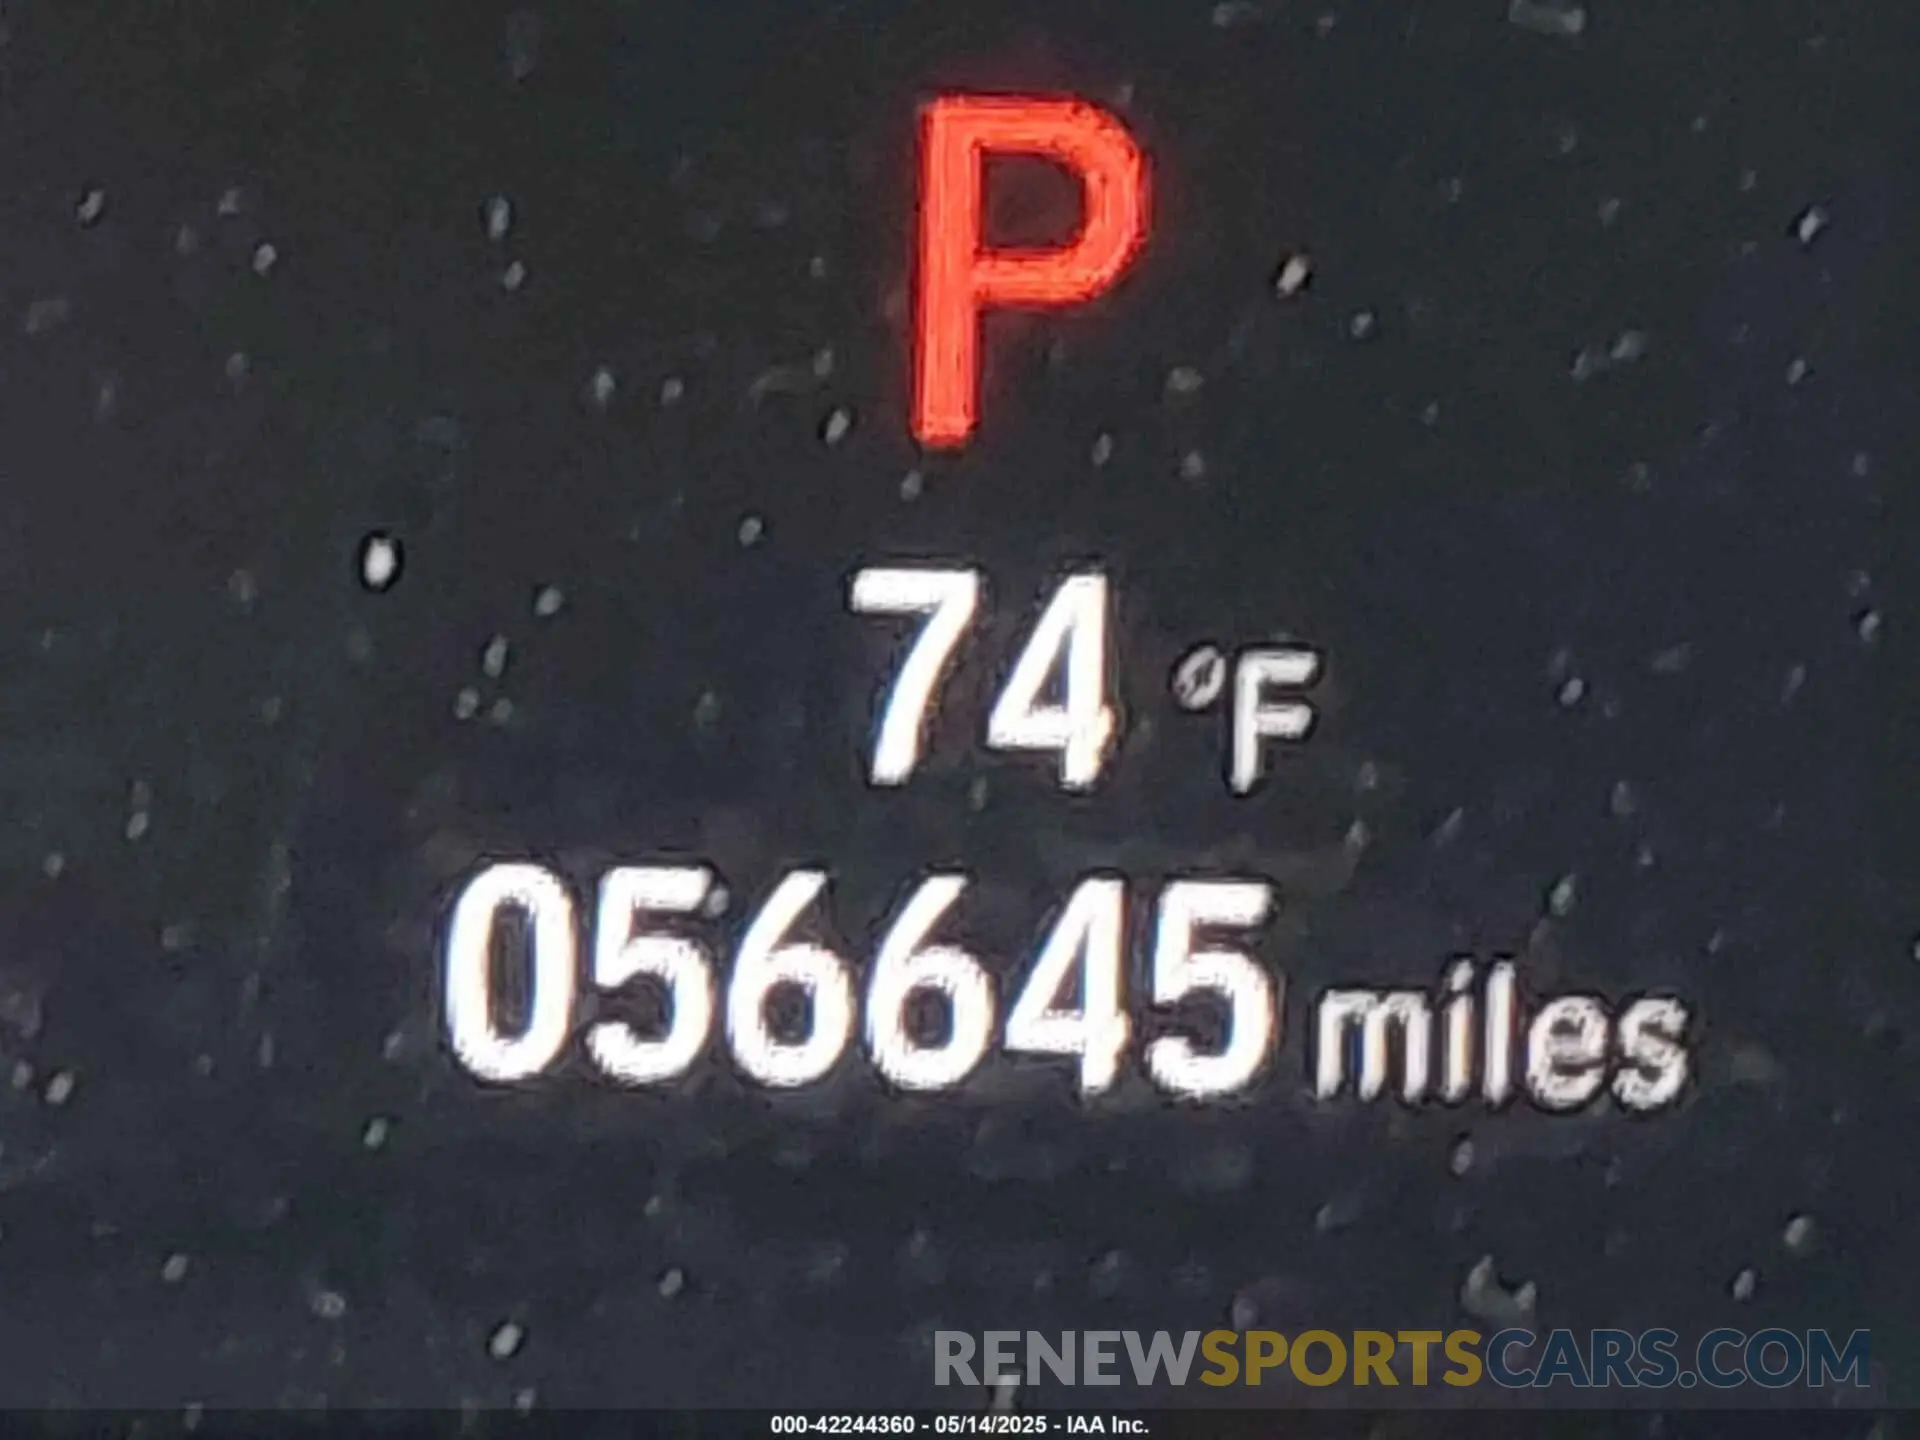 P
74 °F
056645 miles
RENEWSPORTSCARS.COM
000-42244360 - 05/14/2025 - IAA Inc.